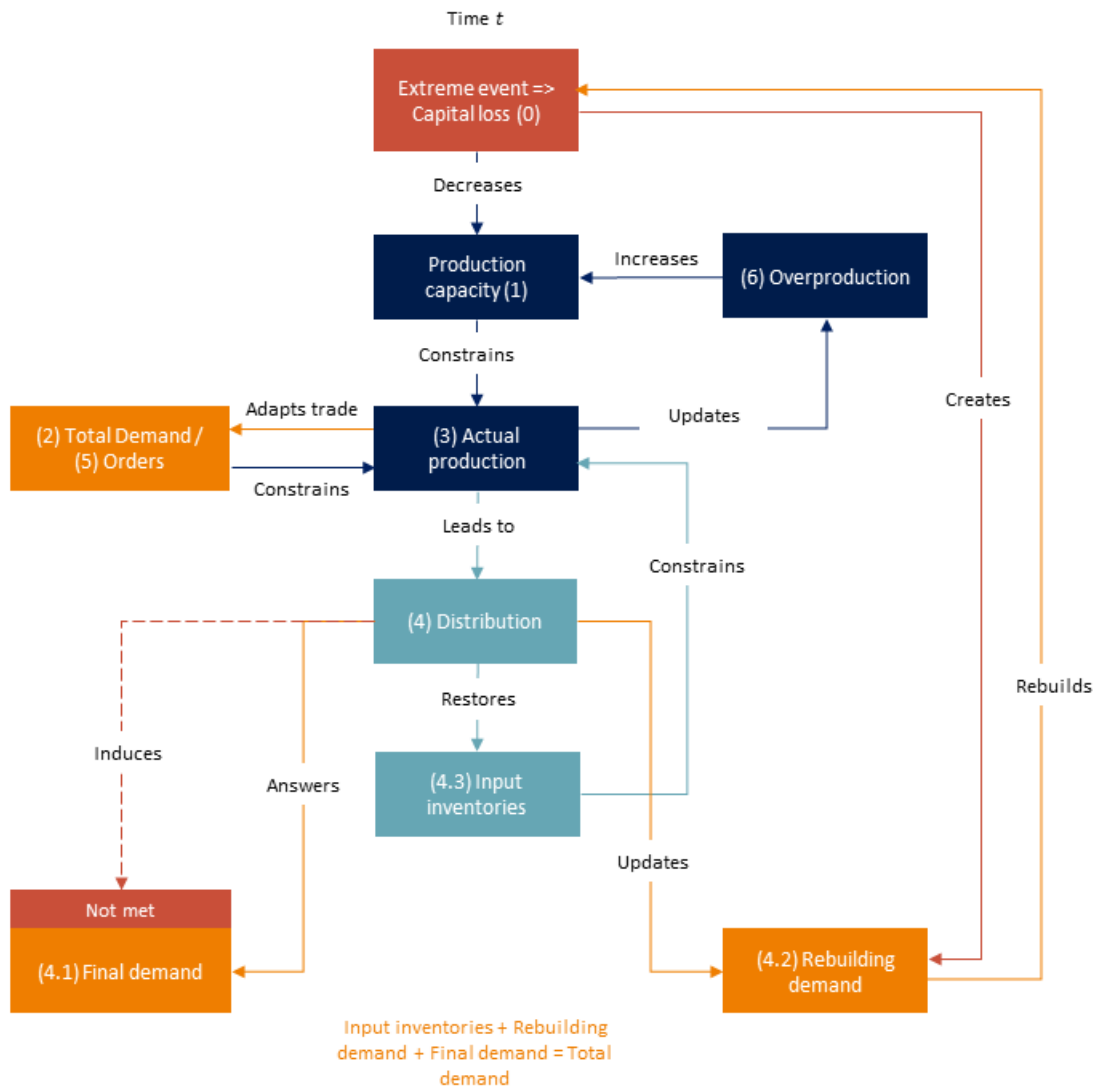 Time t
Extreme event =>
Capital loss (0)
Decreases
Production
capacity (1)
Increases
(6) Overproduction
Constrains
Adapts trade
Updates
Creates
(2) Total Demand /
(5) Orders
(3) Actual
production
Constrains
Leads to
Constrains
(4) Distribution
Restores
Rebuilds
Induces
Answers
(4.3) Input
inventories
Updates
Not met
(4.1) Final demand
(4.2) Rebuilding
demand
Input inventories + Rebuilding
demand + Final demand = Total
demand